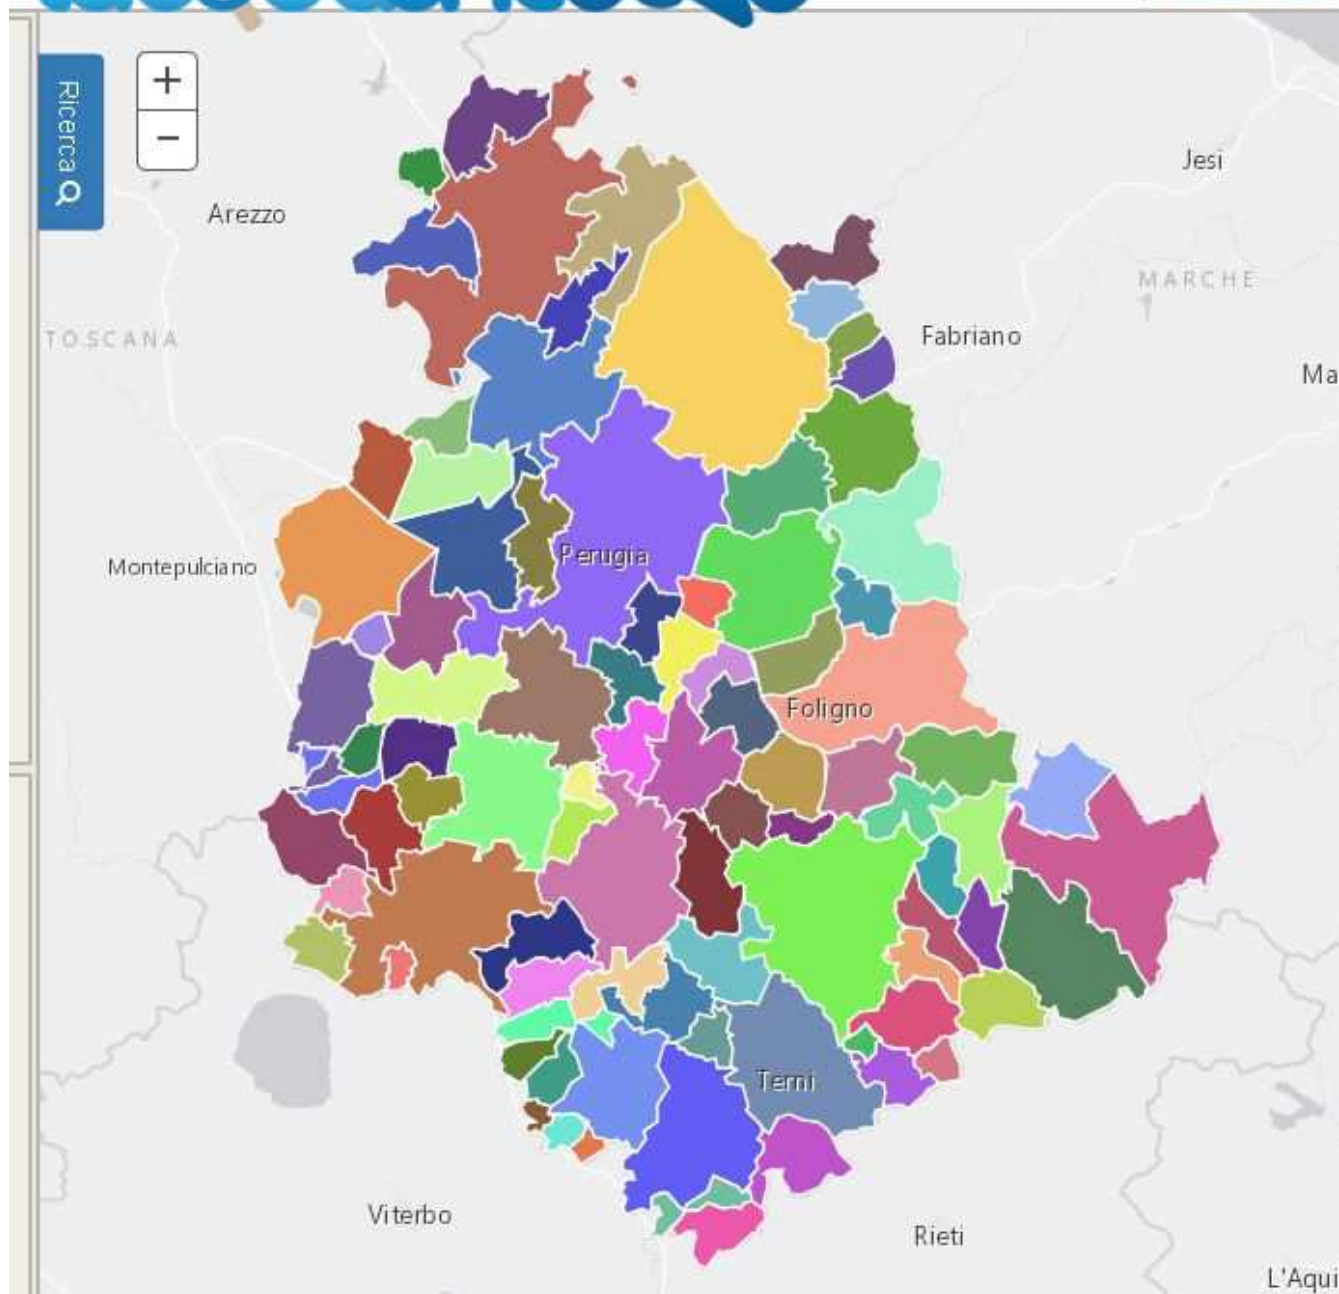 Ricerca
+
−
Jesi
Arezzo
MARCHE
TOSCANA
Fabriano
Ma
Montepulciano
Perugia
Foligno
Terni
Viterbo
Rieti
L'Aqui